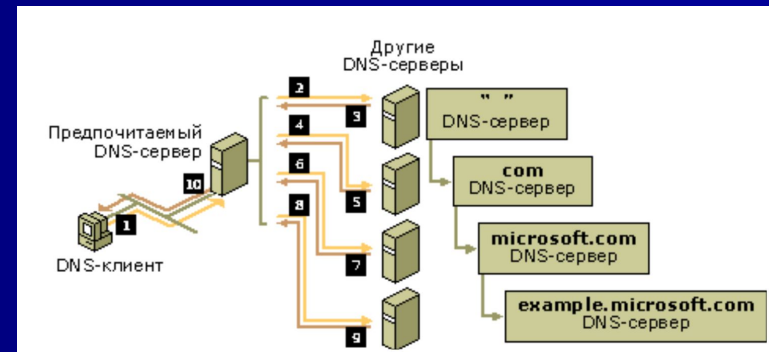 Другие
DNS-серверы
2
3
" "
DNS-сервер
Предпочитаемый
DNS-сервер
4
5
com
DNS-сервер
10
6
7
1
8
microsoft.com
DNS-сервер
DNS-клиент
9
example.microsoft.com
DNS-сервер